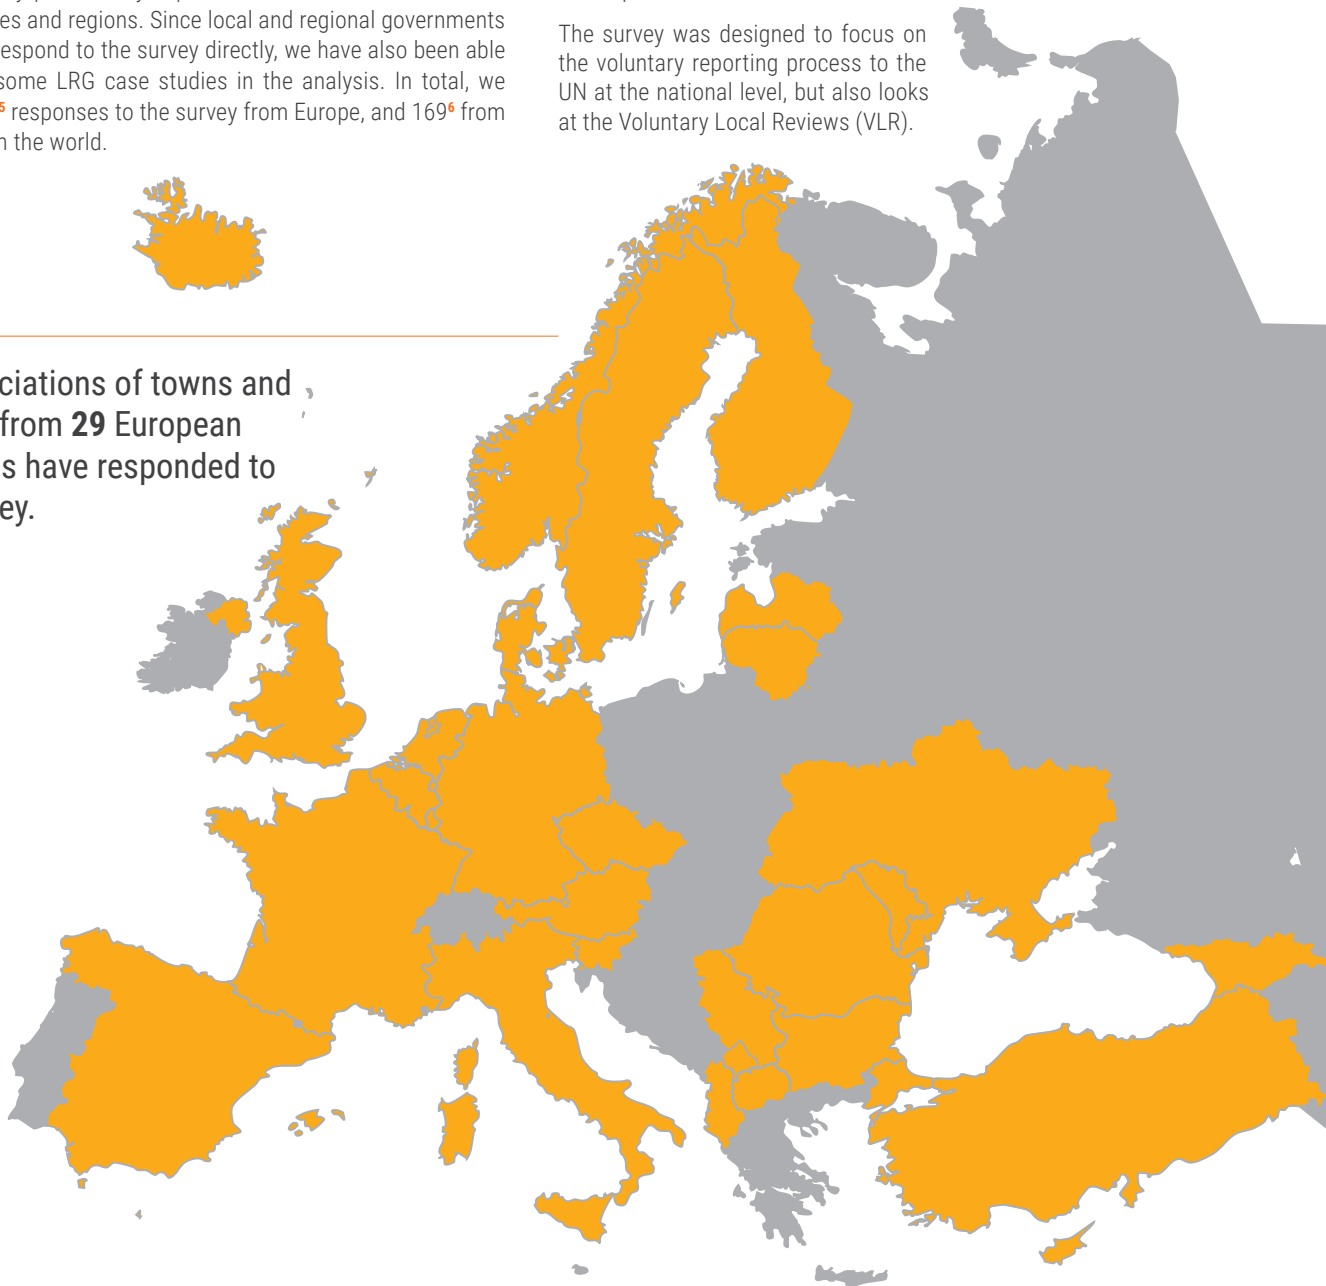 es and regions. Since local and regional governments
espond to the survey directly, we have also been able
some LRG case studies in the analysis. In total, we
5 responses to the survey from Europe, and 1696 from
the world.
The survey was designed to focus on
the voluntary reporting process to the
UN at the national level, but also looks
at the Voluntary Local Reviews (VLR).
ciations of towns and
from 29 European
s have responded to
ey.